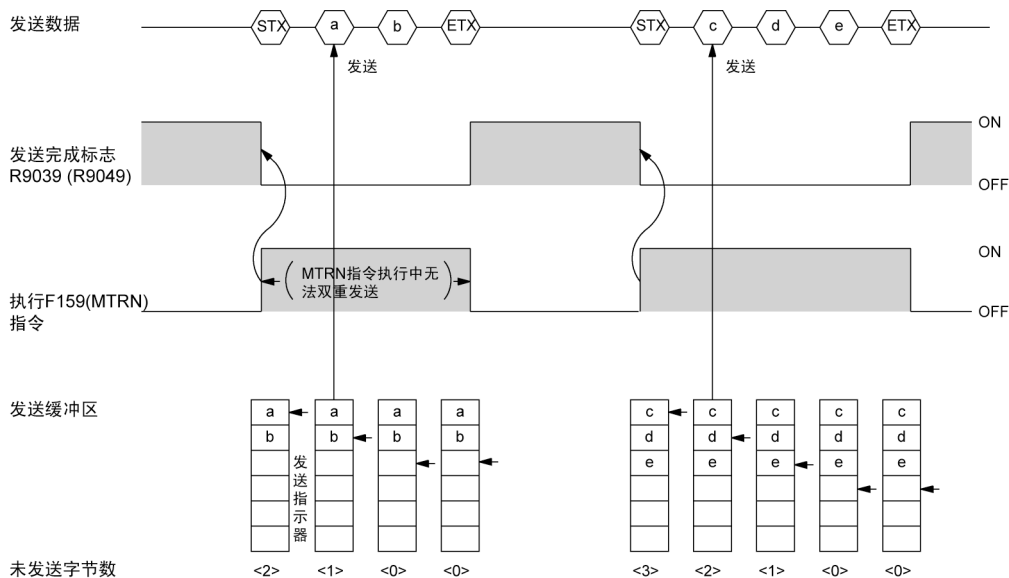 发送数据
STX a b ETX STX c d e ETX
发送 发送
ON
发送完成标志
R9039 (R9049)
OFF
ON
MTRN指令执行中无
法双重发送
执行F159(MTRN)
指令
OFF
发送缓冲区
a a a a c c c c c
b b b b d d d d d
e e e e e
发送指示器
未发送字节数
<2> <1> <0> <0> <3> <2> <1> <0> <0>